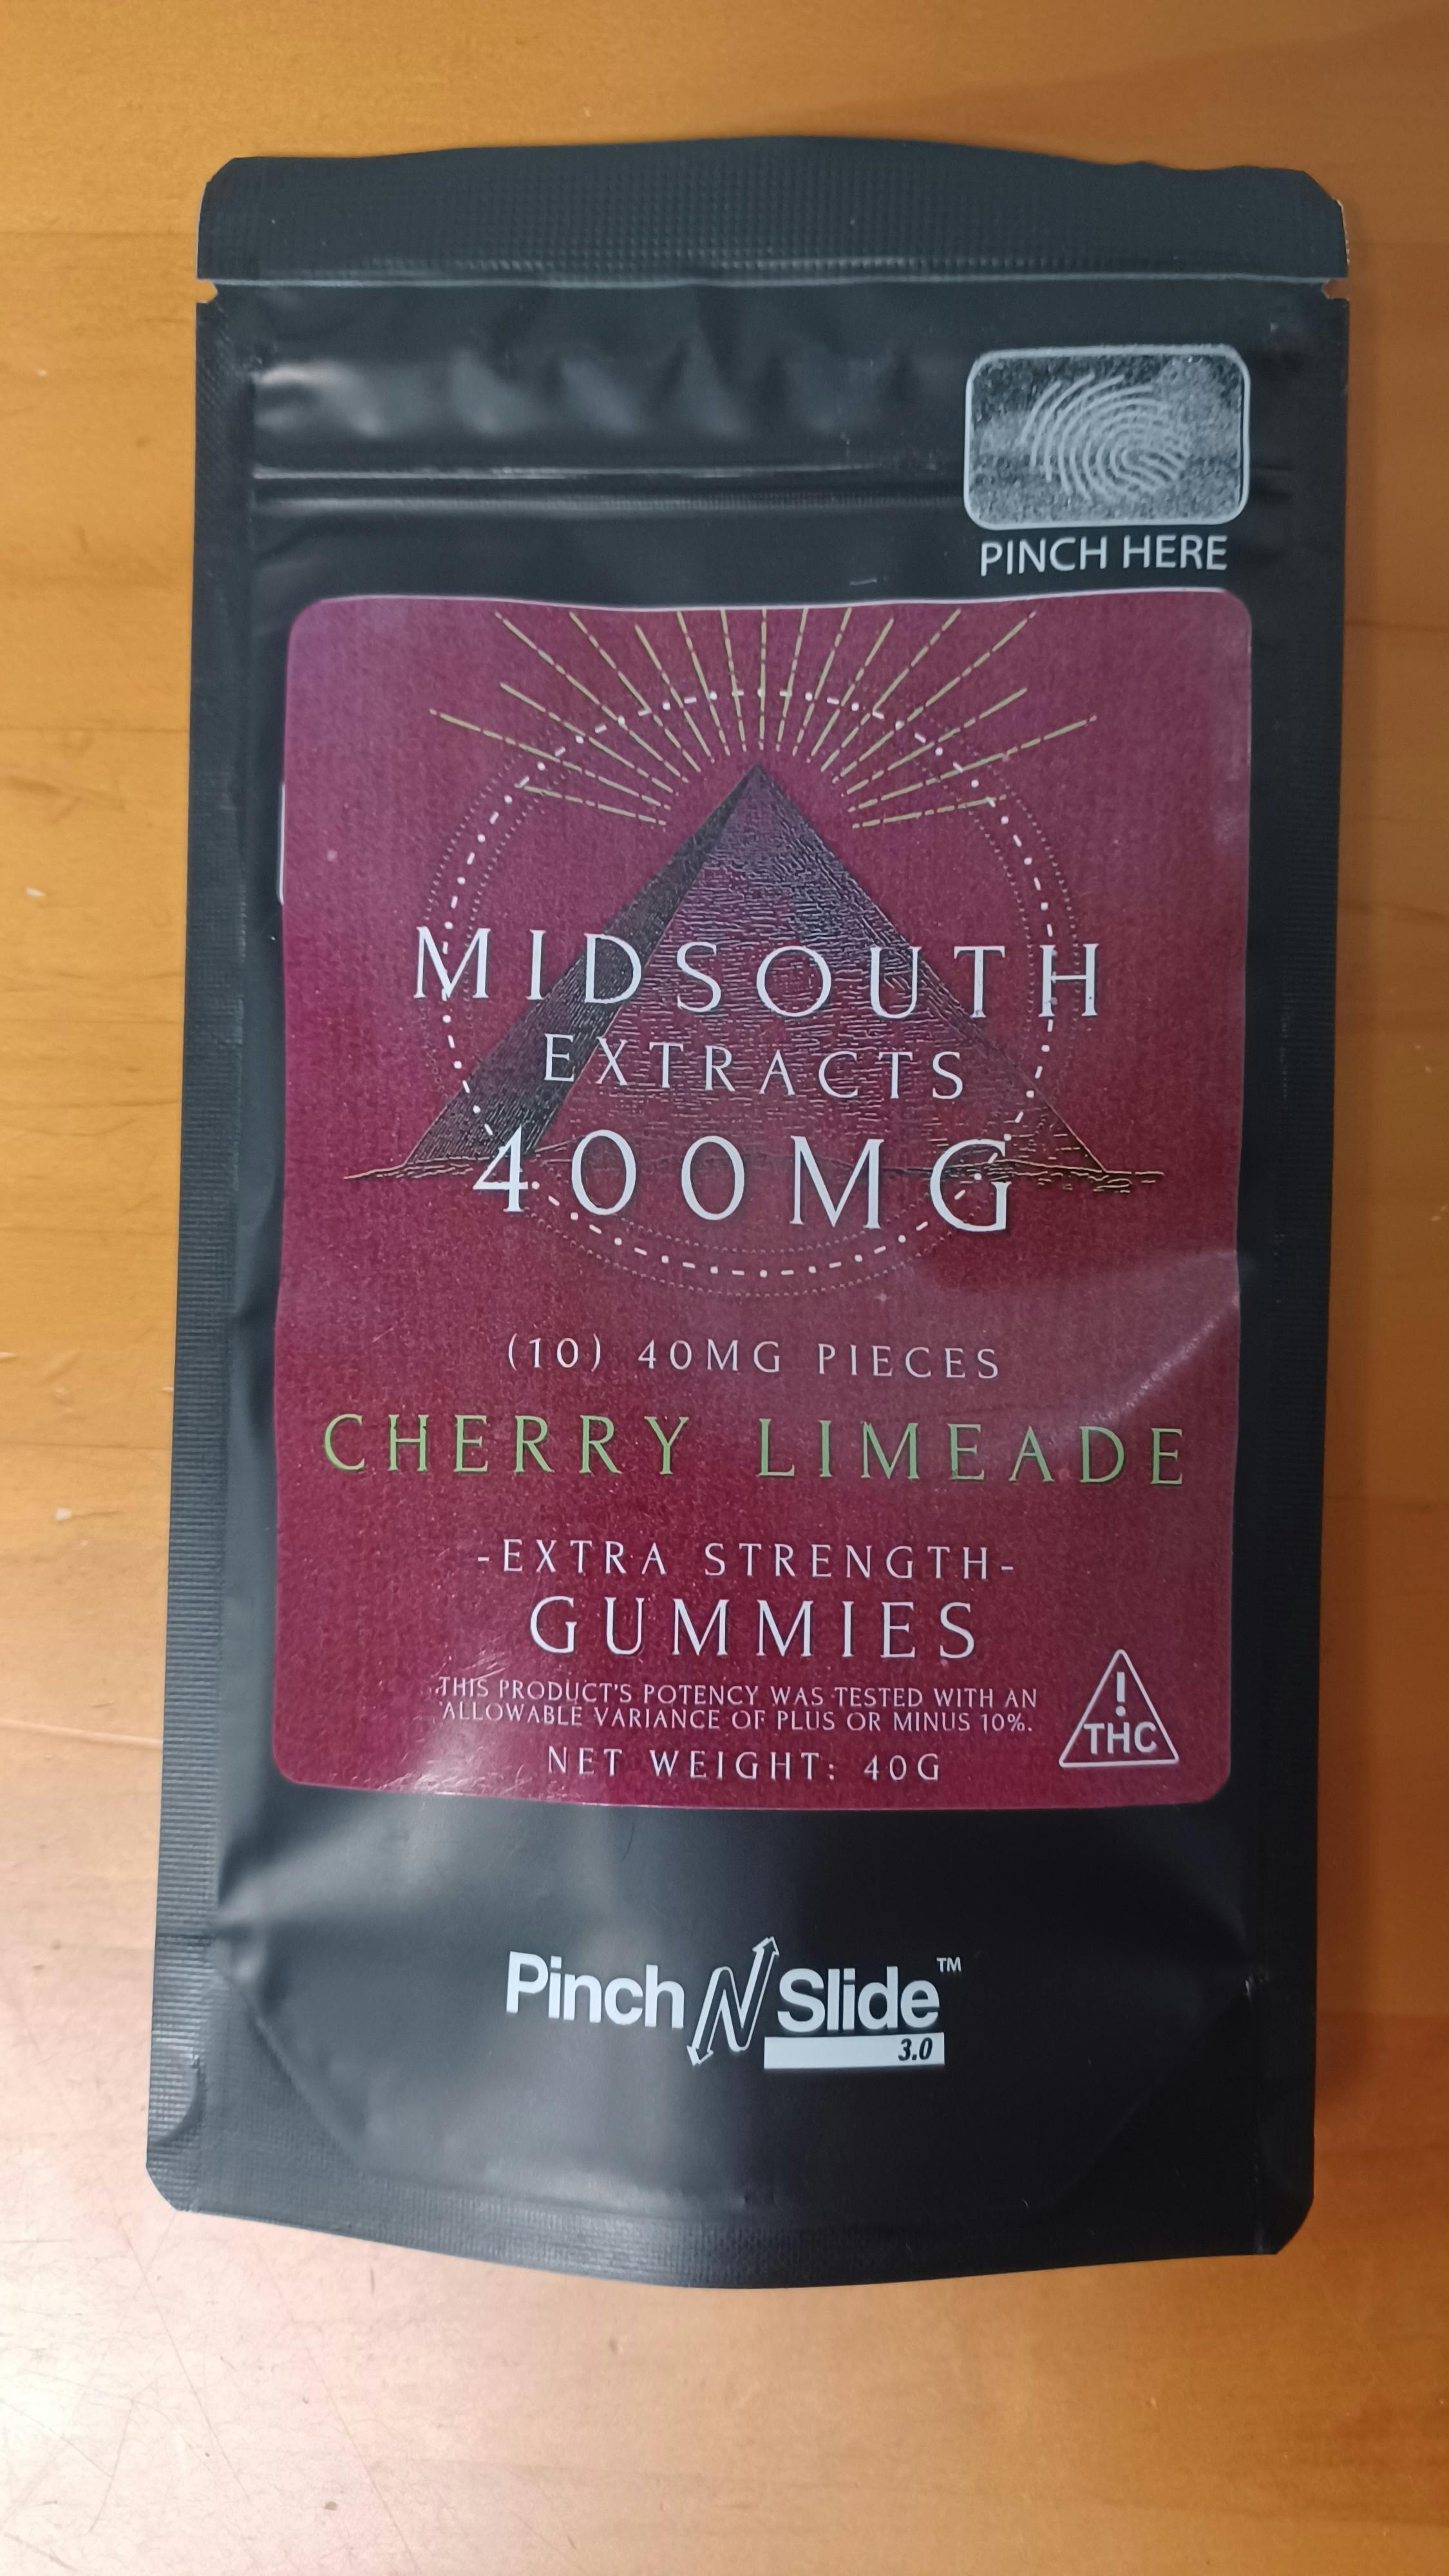 PINCH HERE
MIDSOUTH
EXTRACTS
400MG
(10) 40MG PIECES
CHERRY LIMEADE
-EXTRA STRENGTH-
GUMMIES
THIS PRODUCT'S POTENCY WAS TESTED WITH AN
ALLOWABLE VARIANCE OF PLUS OR MINUS 10%.
NET WEIGHT: 40G
!
THC
Pinch N Slide™
3.0